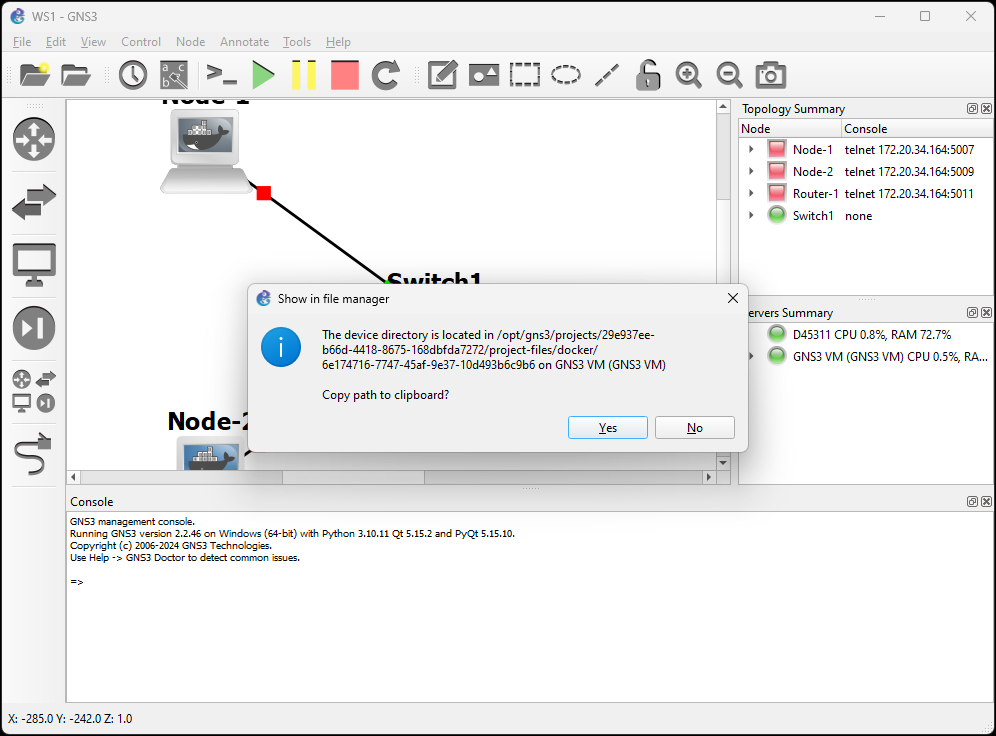 WS1 - GNS3
File Edit View Control Node Annotate Tools Help
Node-1
Switch1
Node-2
Topology Summary
Node Console
Node-1 telnet 172.20.34.164:5007
Node-2 telnet 172.20.34.164:5009
Router-1 telnet 172.20.34.164:5011
Switch1 none
ervers Summary
D45311 CPU 0.8%, RAM 72.7%
GNS3 VM (GNS3 VM) CPU 0.5%, RA...
Show in file manager
The device directory is located in /opt/gns3/projects/29e937ee-
b66d-4418-8675-168dbfda7272/project-files/docker/
6e174716-7747-45af-9e37-10d493b6c9b6 on GNS3 VM (GNS3 VM)
Copy path to clipboard?
Yes No
Console
GNS3 management console.
Running GNS3 version 2.2.46 on Windows (64-bit) with Python 3.10.11 Qt 5.15.2 and PyQt 5.15.10.
Copyright (c) 2006-2024 GNS3 Technologies.
Use Help -> GNS3 Doctor to detect common issues.
=>
X: -285.0 Y: -242.0 Z: 1.0